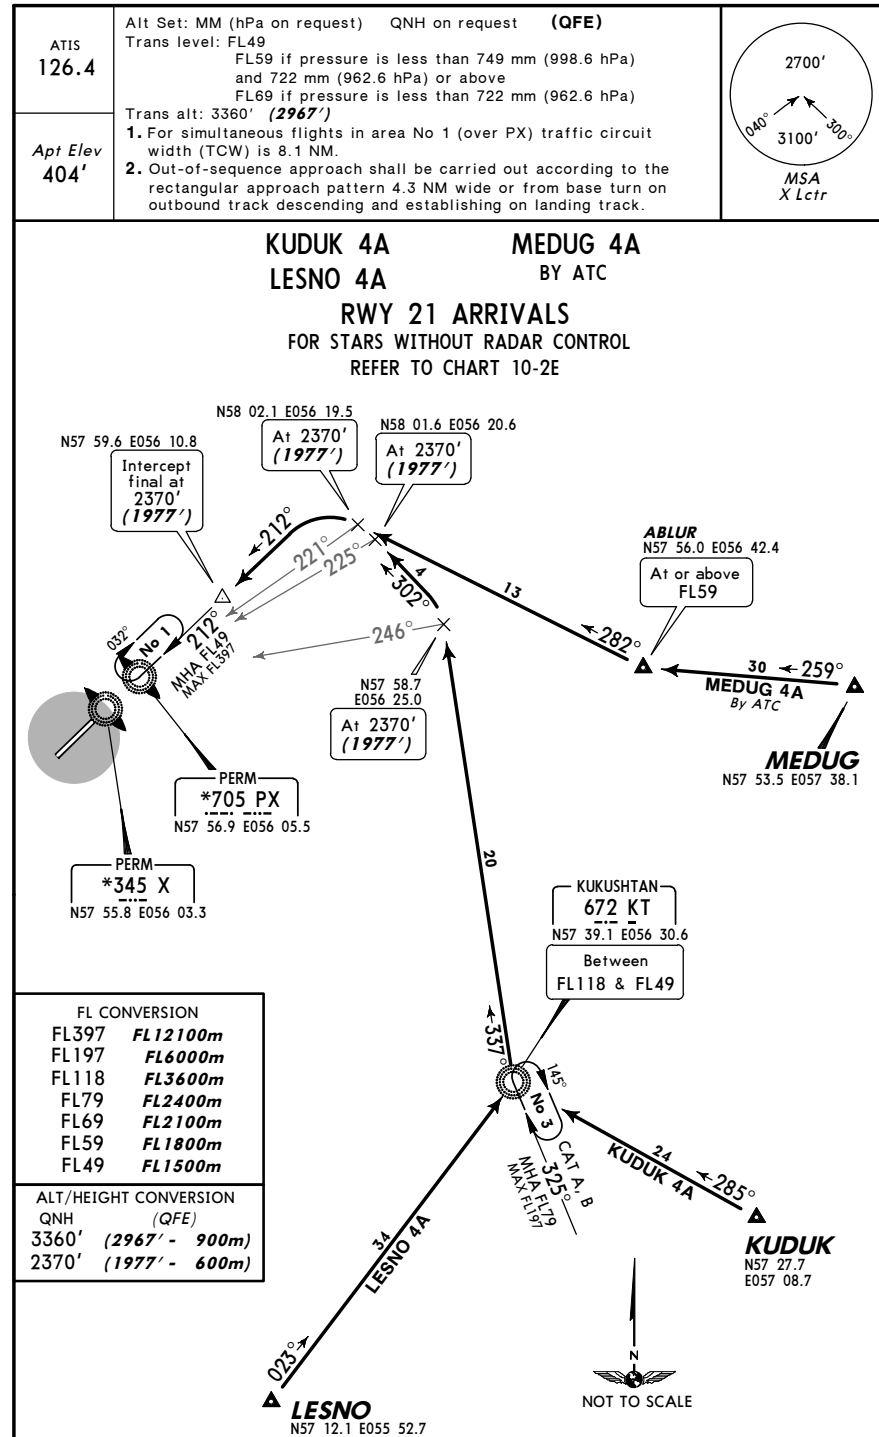 ATIS
126.4
Apt Elev
404'
Alt Set: MM (hPa on request) QNH on request (QFE)
Trans level: FL49
FL59 if pressure is less than 749 mm (998.6 hPa)
and 722 mm (962.6 hPa) or above
FL69 if pressure is less than 722 mm (962.6 hPa)
Trans alt: 3360' (2967')
1. For simultaneous flights in area No 1 (over PX) traffic circuit
width (TCW) is 8.1 NM.
2. Out-of-sequence approach shall be carried out according to the
rectangular approach pattern 4.3 NM wide or from base turn on
outbound track descending and establishing on landing track.
2700'
040°
300°
3100'
MSA
X Lctr
KUDUK 4A
LESNO 4A
MEDUG 4A
BY ATC
RWY 21 ARRIVALS
FOR STARS WITHOUT RADAR CONTROL
REFER TO CHART 10-2E
N58 02.1 E056 19.5
At 2370'
(1977')
N58 01.6 E056 20.6
At 2370'
(1977')
N57 59.6 E056 10.8
Intercept
final at
2370'
(1977')
212°
221°
225°
4
302°
246°
13
282°
ABLUR
N57 56.0 E056 42.4
At or above
FL59
30
259°
MEDUG 4A
By ATC
MEDUG
N57 53.5 E057 38.1
032°
No 1
212°
MHA FL49
MAX FL397
N57 58.7
E056 25.0
At 2370'
(1977')
PERM
*705 PX
N57 56.9 E056 05.5
PERM
*345 X
N57 55.8 E056 03.3
20
KUKUSHTAN
672 KT
N57 39.1 E056 30.6
Between
FL118 & FL49
337°
145°
No 3
CAT A, B
325°
MHA FL79
MAX FL197
24
285°
KUDUK 4A
KUDUK
N57 27.7
E057 08.7
34
LESNO 4A
023°
LESNO
N57 12.1 E055 52.7
FL CONVERSION
FL397 FL12100m
FL197 FL6000m
FL118 FL3600m
FL79 FL2400m
FL69 FL2100m
FL59 FL1800m
FL49 FL1500m
ALT/HEIGHT CONVERSION
QNH (QFE)
3360' (2967' - 900m)
2370' (1977' - 600m)
N
NOT TO SCALE